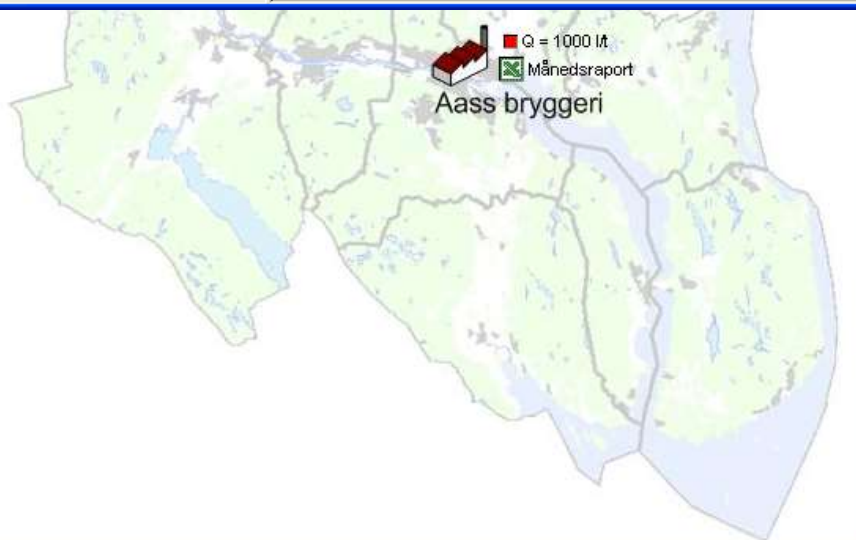 Q = 1000 l/t
Månedsraport
Aass bryggeri